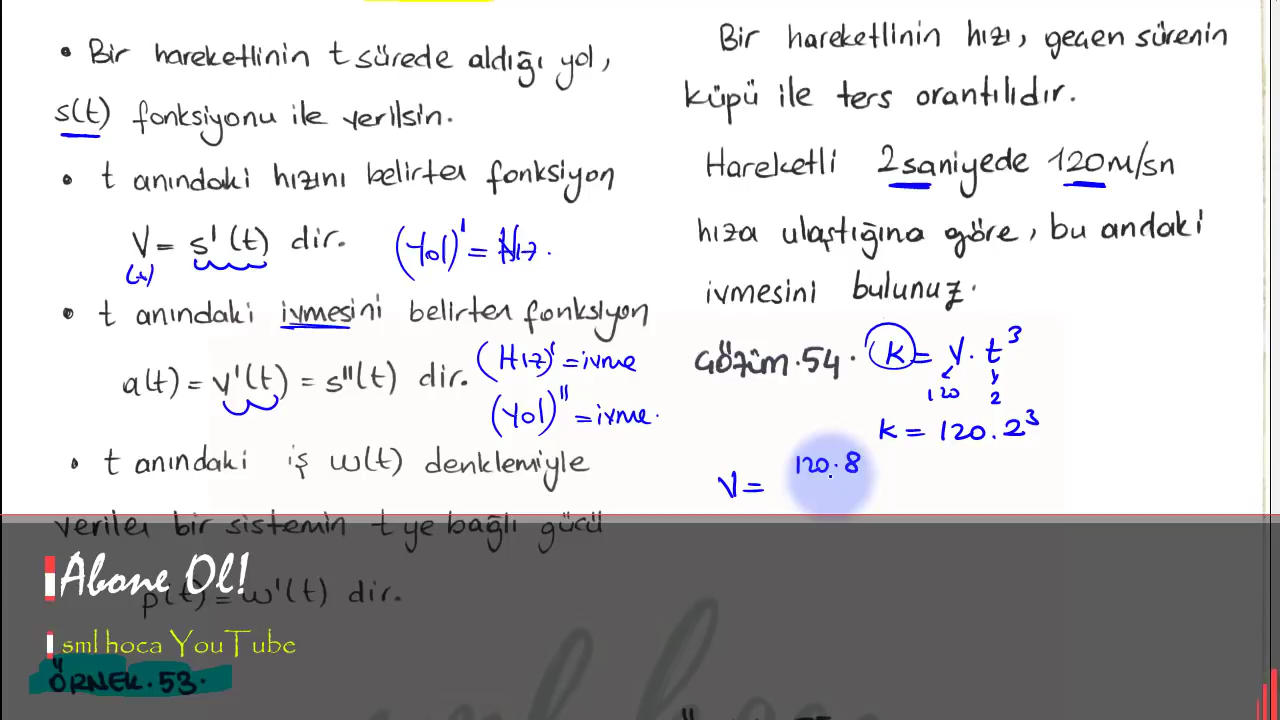 • Bir hareketlinin t sürede aldığı yol,
s(t) fonksiyonu ile verilsin.
• t anındaki hızını belirten fonksiyon
V = s'(t) dir. (Yol)' = Hız.
(t)
• t anındaki ivmesini belirten fonksiyon
a(t) = v'(t) = s''(t) dir. (Hız)' = ivme
(Yol)'' = ivme.
• t anındaki iş w(t) denklemiyle
verilen bir sistemin t ye bağlı gücü
p(t) = w'(t) dir.
Abone Ol!
sml hoca YouTube
ÖRNEK.53.
Bir hareketlinin hızı, geçen sürenin
küpü ile ters orantılıdır.
Hareketli 2 saniyede 120 m/sn
hıza ulaştığına göre, bu andaki
ivmesini bulunuz.
Çözüm.54. k = V. t³
120 2
k = 120. 2³
120. 8
V =